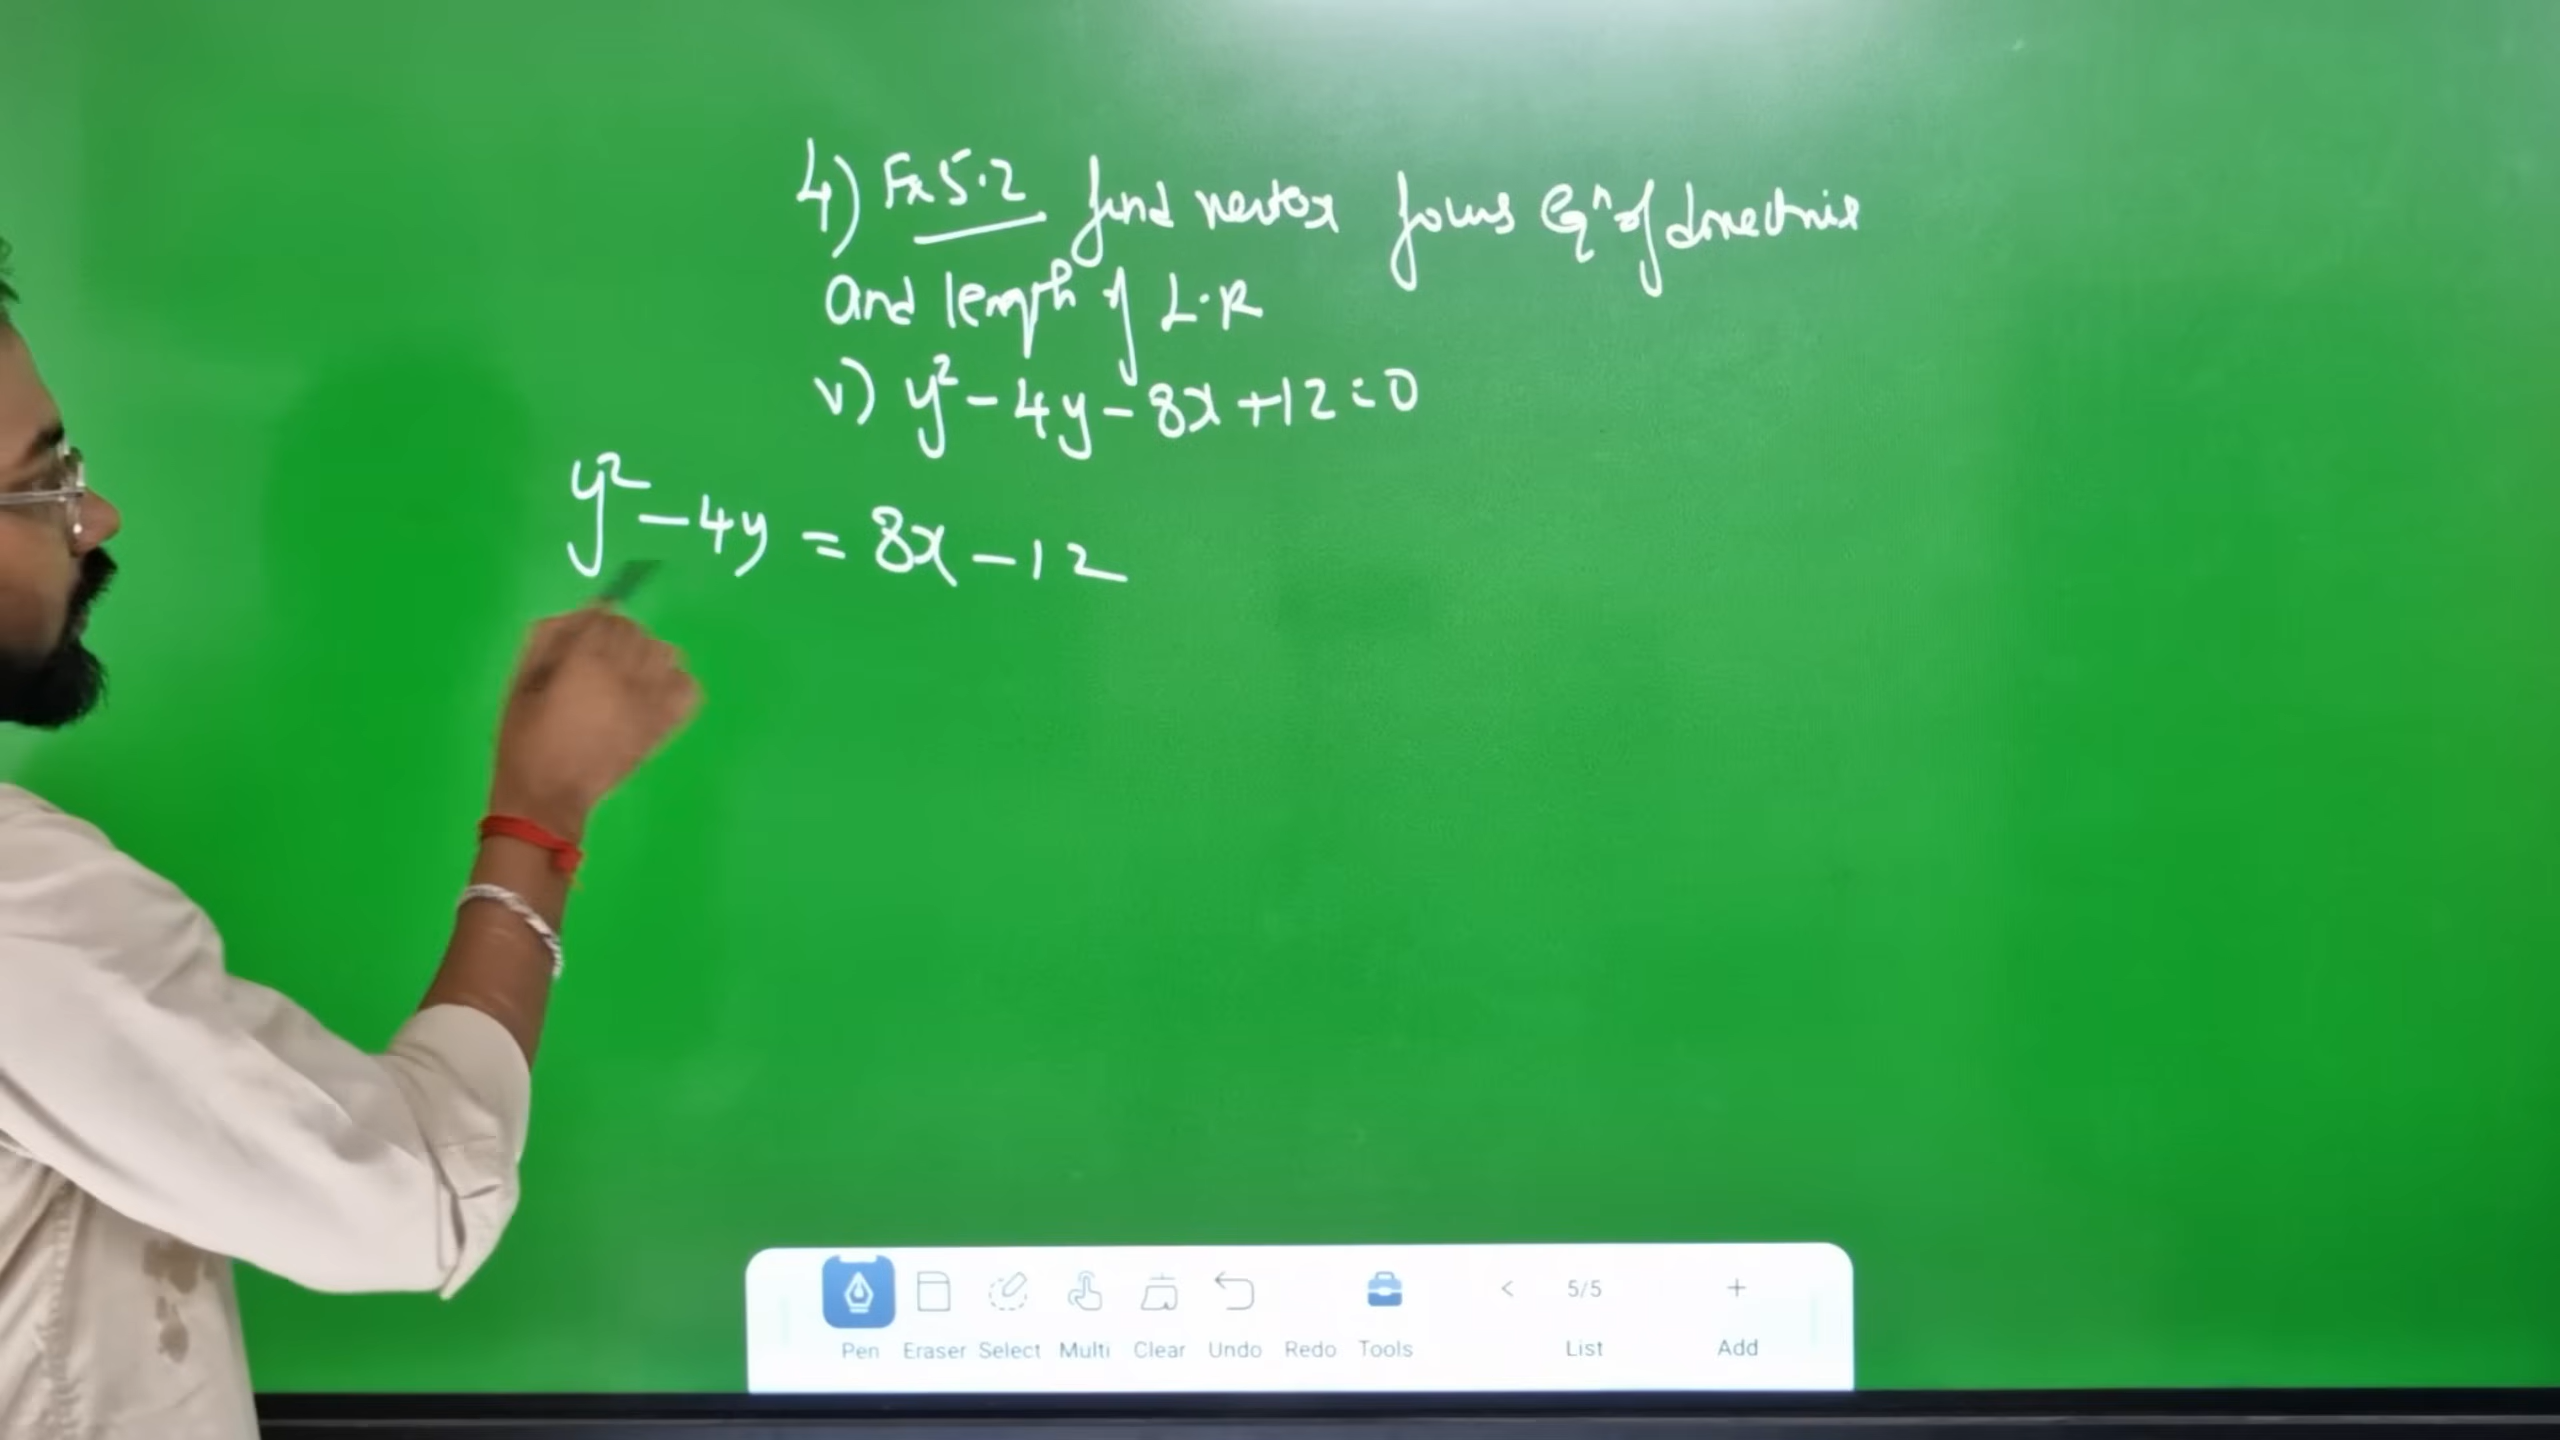 4) Ex 5.2 find vertex focus Eqn of directrix
and length of L.R
v) y² - 4y - 8x + 12 = 0
y² - 4y = 8x - 12
Pen Eraser Select Multi Clear Undo Redo Tools < 5/5 List + Add